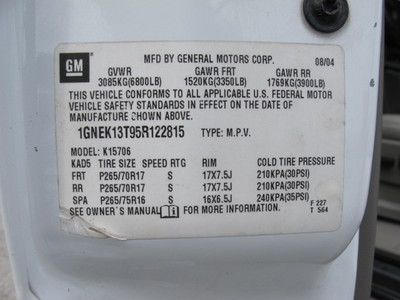 GM
MFD BY GENERAL MOTORS CORP. 08/04
GVWR GAWR FRT GAWR RR
3085KG(6800LB) 1520KG(3350LB) 1769KG(3900LB)
THIS VEHICLE CONFORMS TO ALL APPLICABLE U.S. FEDERAL MOTOR
VEHICLE SAFETY STANDARDS IN EFFECT ON THE DATE OF
MANUFACTURE SHOWN ABOVE.
1GNEK13T95R122815 TYPE: M.P.V.
MODEL: K15706
KAD5 TIRE SIZE SPEED RTG RIM COLD TIRE PRESSURE
FRT P265/70R17 S 17X7.5J 210KPA(30PSI)
RR P265/70R17 S 17X7.5J 210KPA(30PSI)
SPA P265/75R16 S 16X6.5J 240KPA(35PSI)
SEE OWNER'S MANUAL i FOR MORE INFORMATION. F 227
T 564